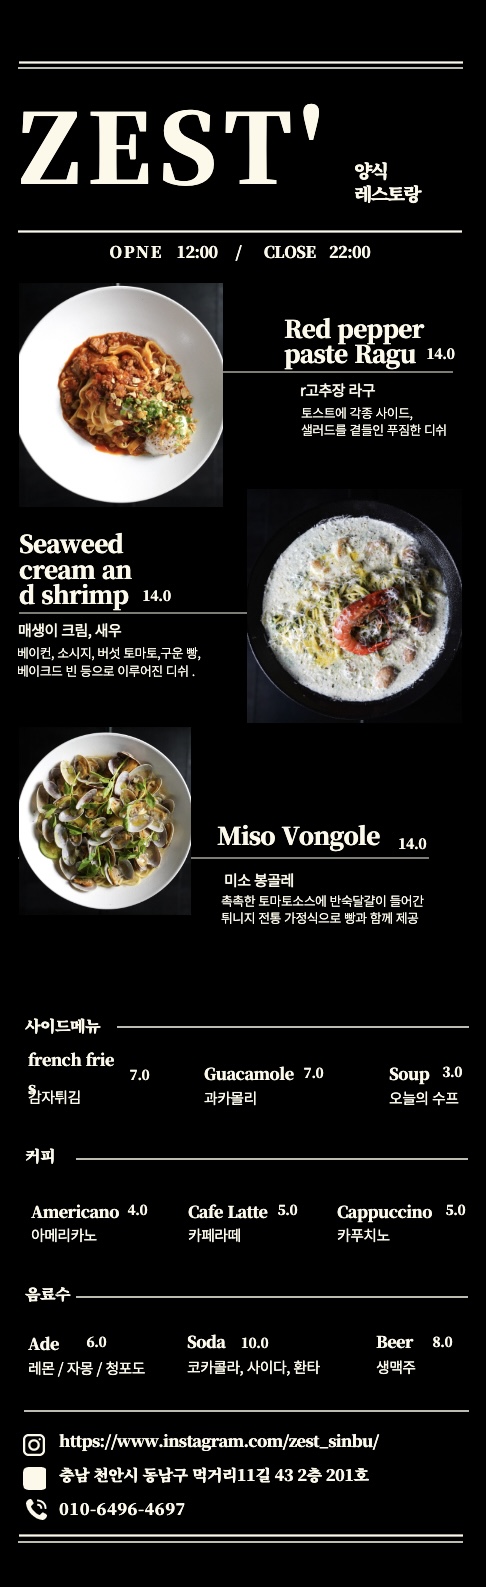 ZEST'
양식
레스토랑
OPNE 12:00 / CLOSE 22:00
Red pepper
paste Ragu 14.0
r고추장 라구
토스트에 각종 사이드,
샐러드를 곁들인 푸짐한 디쉬
Seaweed
cream an
d shrimp 14.0
매생이 크림, 새우
베이컨, 소시지, 버섯 토마토,구운 빵,
베이크드 빈 등으로 이루어진 디쉬 .
Miso Vongole 14.0
미소 봉골레
촉촉한 토마토소스에 반숙달걀이 들어간
튀니지 전통 가정식으로 빵과 함께 제공
사이드메뉴
french frie
s 7.0
감자튀김
Guacamole 7.0
과카몰리
Soup 3.0
오늘의 수프
커피
Americano 4.0
아메리카노
Cafe Latte 5.0
카페라떼
Cappuccino 5.0
카푸치노
음료수
Ade 6.0
레몬 / 자몽 / 청포도
Soda 10.0
코카콜라, 사이다, 환타
Beer 8.0
생맥주
https://www.instagram.com/zest_sinbu/
충남 천안시 동남구 먹거리11길 43 2층 201호
010-6496-4697